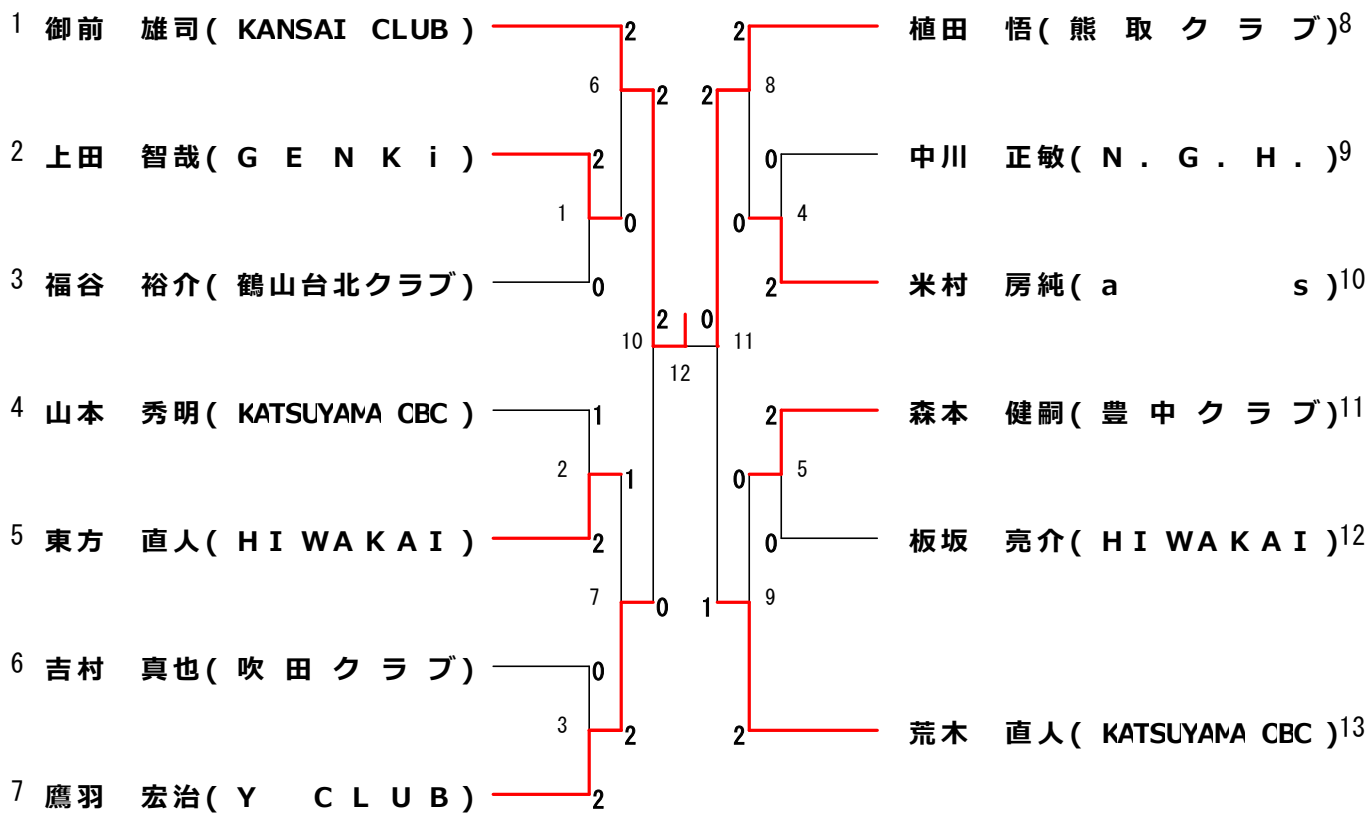 1 御前 雄司( KANSAI CLUB ) 2 2 植田 悟( 熊 取 ク ラ ブ )8
6 2 2 8
2 上田 智哉( G E N K i ) 2 0 中川 正敏( N . G . H . )9
1 0 0 4
3 福谷 裕介( 鶴山台北クラブ ) 0 2 米村 房純( a s )10
2 0
10 12 11
4 山本 秀明( KATSUYAMA OBC ) 1 2 森本 健嗣( 豊 中 ク ラ ブ )11
2 1 0 5
5 東方 直人( H I W A K A I ) 2 0 板坂 亮介( H I W A K A I )12
7 0 1 9
6 吉村 真也( 吹 田 ク ラ ブ ) 0
3 2 2 荒木 直人( KATSUYAMA OBC )13
7 鷹羽 宏治( Y C L U B ) 2